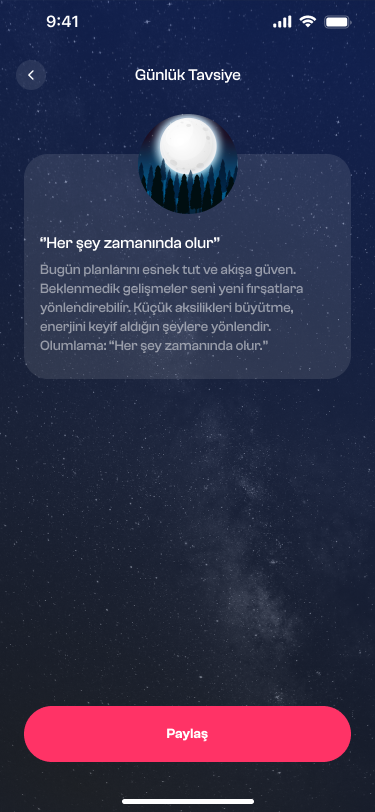 9:41
Günlük Tavsiye
“Her şey zamanında olur”
Bugün planlarını esnek tut ve akışa güven.
Beklenmedik gelişmeler seni yeni fırsatlara
yönlendirebilir. Küçük aksilikleri büyütme,
enerjini keyif aldığın şeylere yönlendir.
Olumlama: “Her şey zamanında olur.”
Paylaş